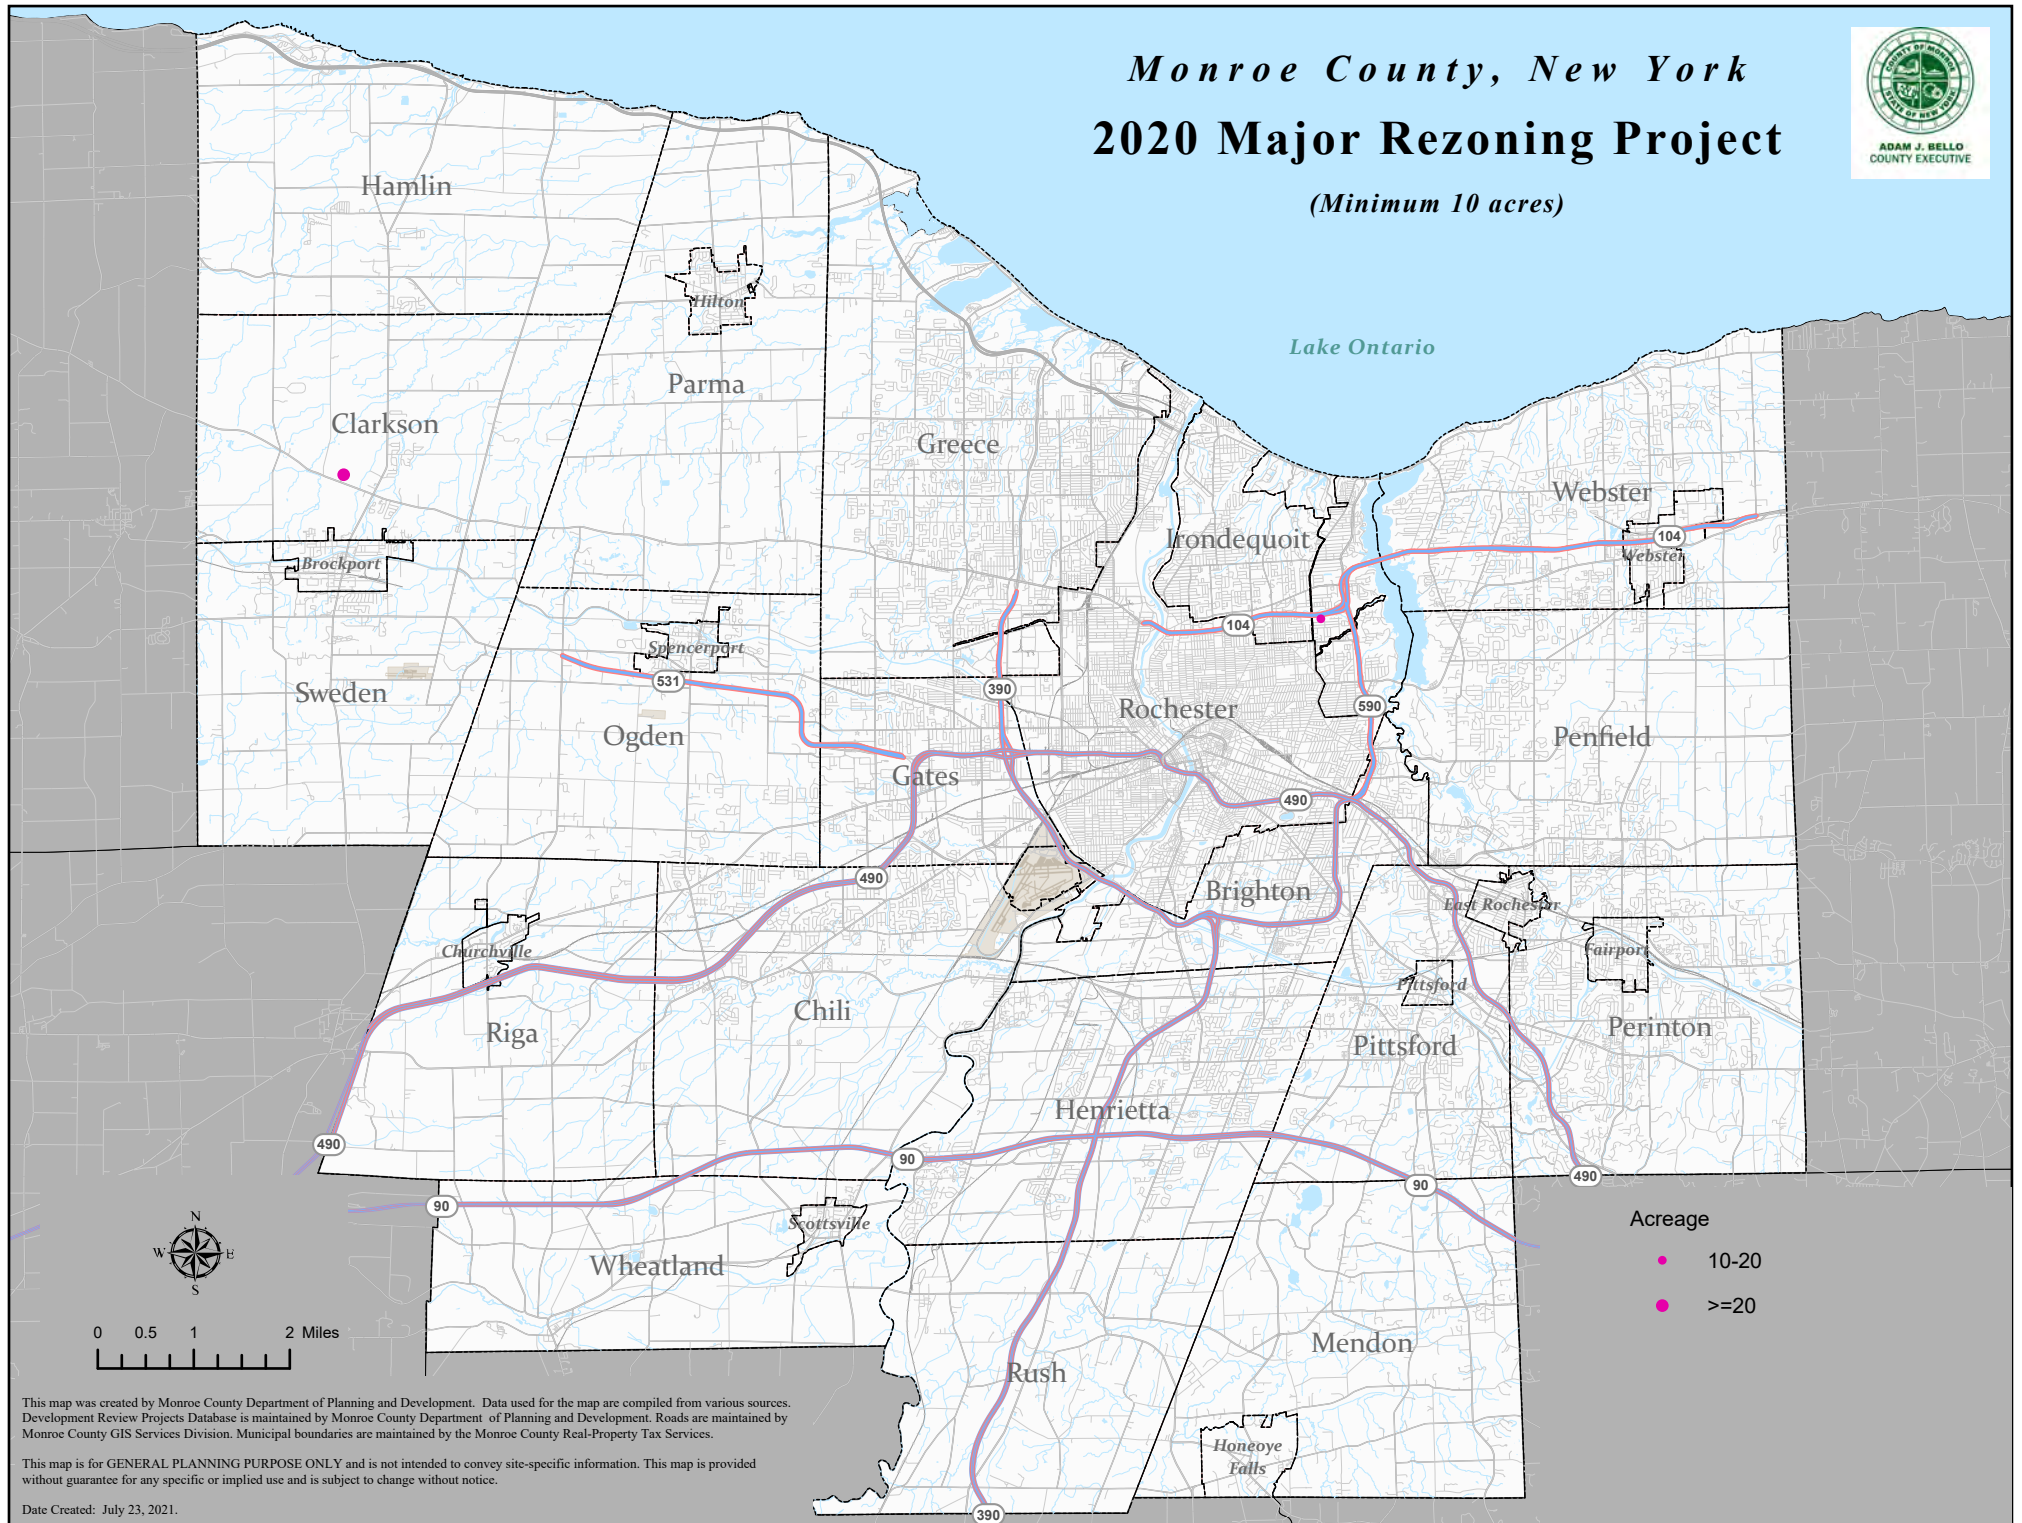 Monroe County, New York
2020 Major Rezoning Project
(Minimum 10 acres)
COUNTY OF MONROE
STATE OF NEW YORK
ADAM J. BELLO
COUNTY EXECUTIVE
Hamlin
Hilton
Lake Ontario
Parma
Clarkson
Greece
Webster
Irondequoit
104
Webster
Brockport
104
Spencerport
531
390
Sweden
Rochester
590
Ogden
Penfield
Gates
490
490
Brighton
East Rochester
Churchville
Fairport
Pittsford
Chili
Riga
Perinton
Pittsford
Henrietta
490
90
490
90
90
Scottsville
Acreage
10-20
>=20
Wheatland
N
W E
S
0 0.5 1 2 Miles
Mendon
Rush
Honeoye
Falls
390
This map was created by Monroe County Department of Planning and Development. Data used for the map are compiled from various sources.
Development Review Projects Database is maintained by Monroe County Department of Planning and Development. Roads are maintained by
Monroe County GIS Services Division. Municipal boundaries are maintained by the Monroe County Real-Property Tax Services.
This map is for GENERAL PLANNING PURPOSE ONLY and is not intended to convey site-specific information. This map is provided
without guarantee for any specific or implied use and is subject to change without notice.
Date Created: July 23, 2021.